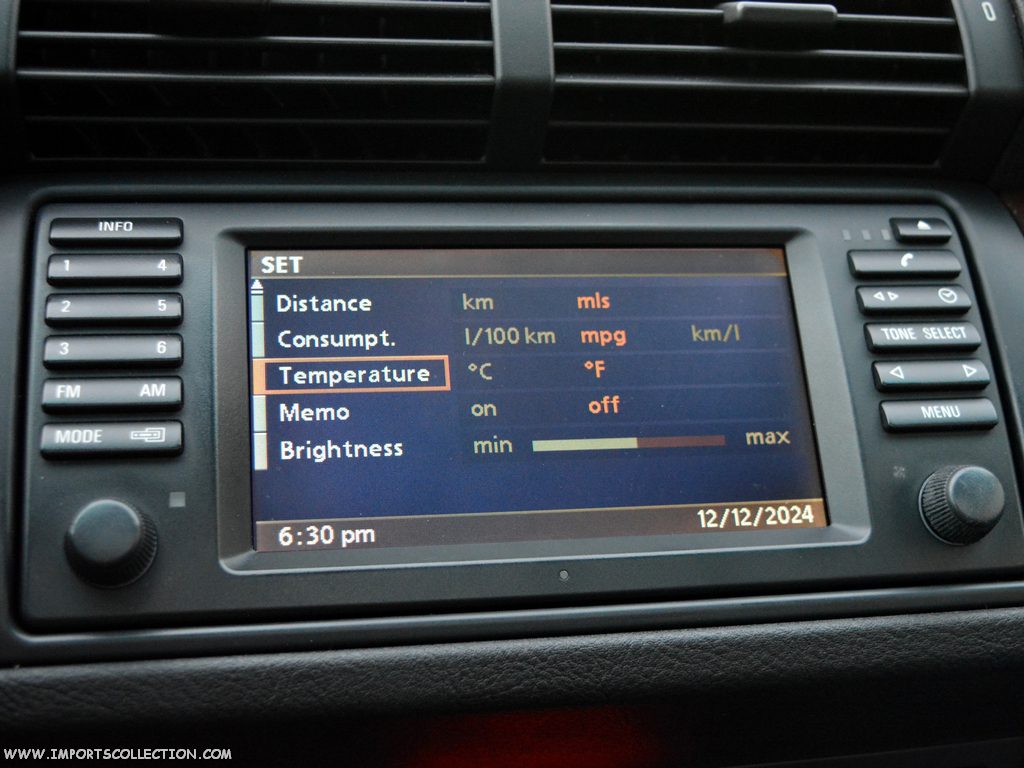 0
INFO
1 4
2 5
3 6
FM AM
MODE
SET
Distance km mls
Consumpt. l/100 km mpg km/l
Temperature °C °F
Memo on off
Brightness min max
6:30 pm 12/12/2024
TONE SELECT
MENU
WWW.IMPORTSCOLLECTION.COM